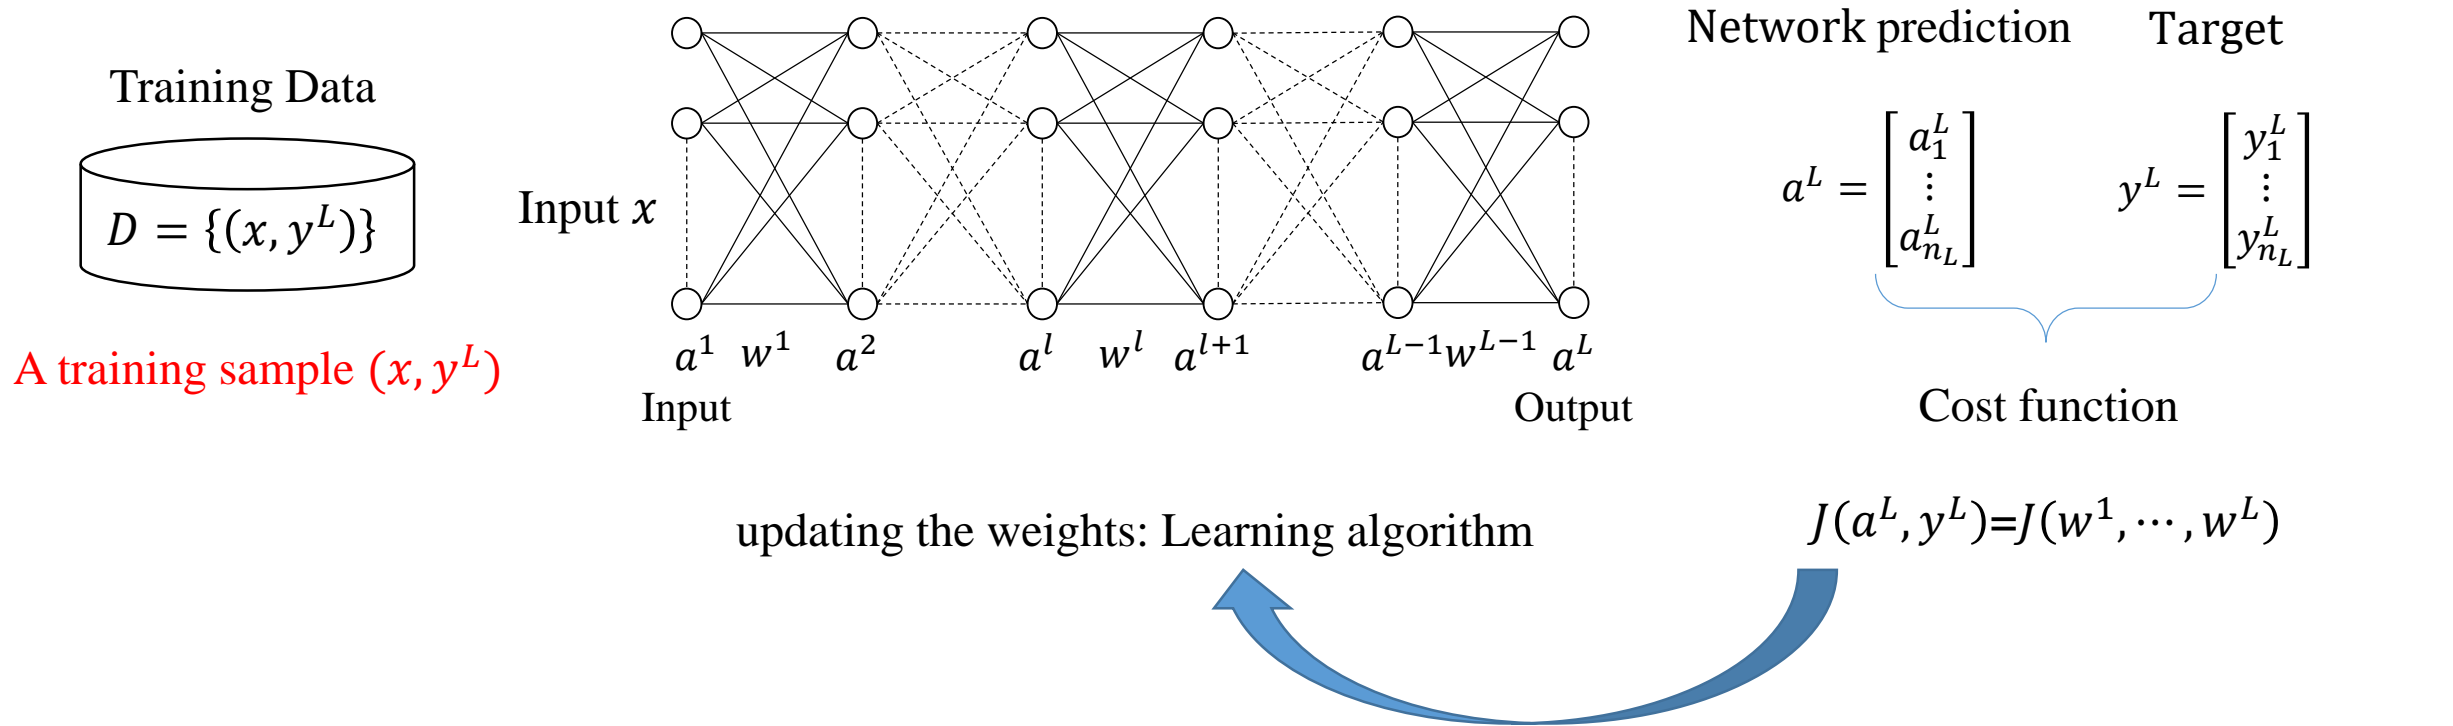 Training Data
D = {(x, y^L)}
A training sample (x, y^L)
Input x
a^1 w^1 a^2 a^l w^l a^{l+1} a^{L−1} w^{L−1} a^L
Input
Output
Network prediction
Target
a^L = [a_1^L ⋮ a_{n_L}^L]
y^L = [y_1^L ⋮ y_{n_L}^L]
Cost function
J(a^L, y^L)=J(w^1, ⋯, w^L)
updating the weights: Learning algorithm